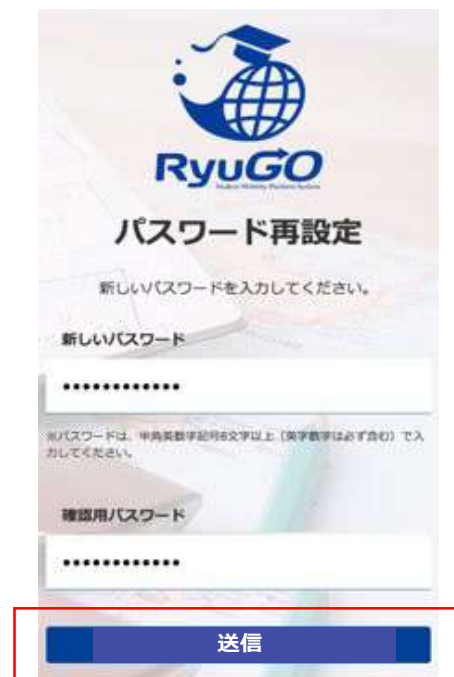 RyuGO
Student Mobility Platform System
パスワード再設定
新しいパスワードを入力してください。
新しいパスワード
••••••••••••
※パスワードは、半角英数字記号8文字以上（英字数字は必ず含む）で入
力してください。
確認用パスワード
••••••••••••
送信